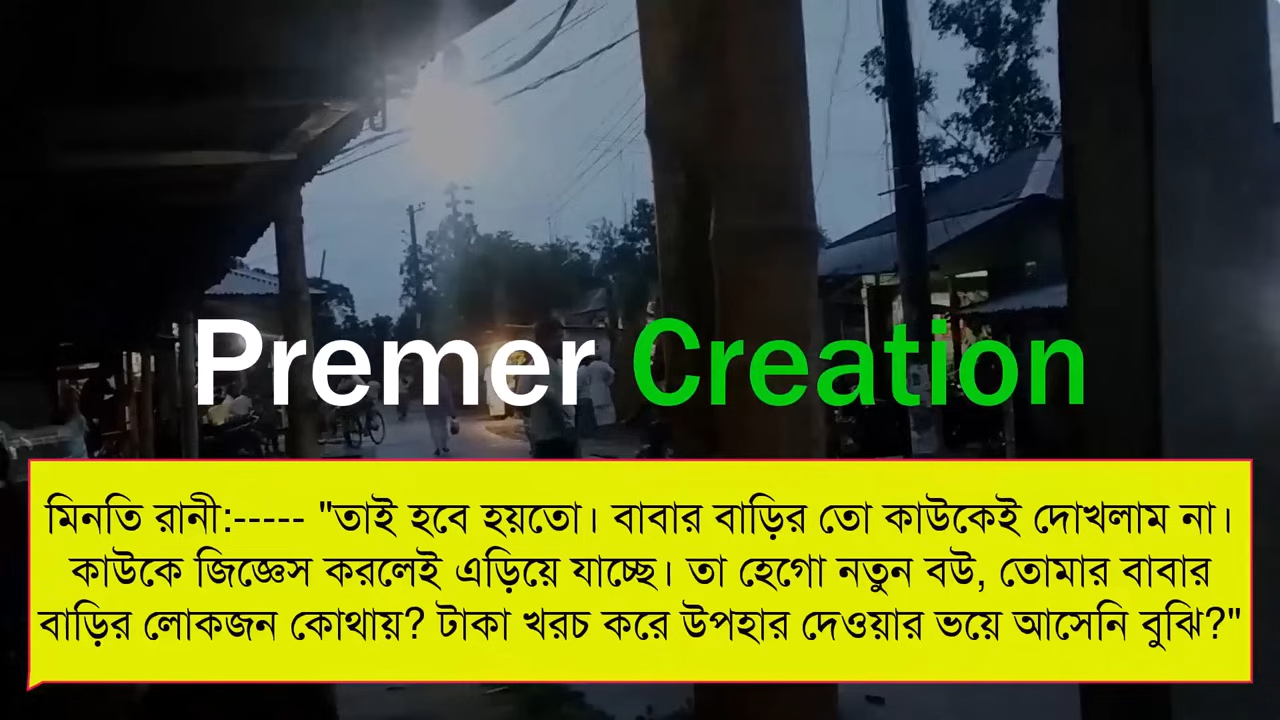 Premer Creation
মিনতি রানী:----- "তাই হবে হয়তো। বাবার বাড়ির তো কাউকেই দোখলাম না।
কাউকে জিজ্ঞেস করলেই এড়িয়ে যাচ্ছে। তা হেগো নতুন বউ, তোমার বাবার
বাড়ির লোকজন কোথায়? টাকা খরচ করে উপহার দেওয়ার ভয়ে আসেনি বুঝি?"